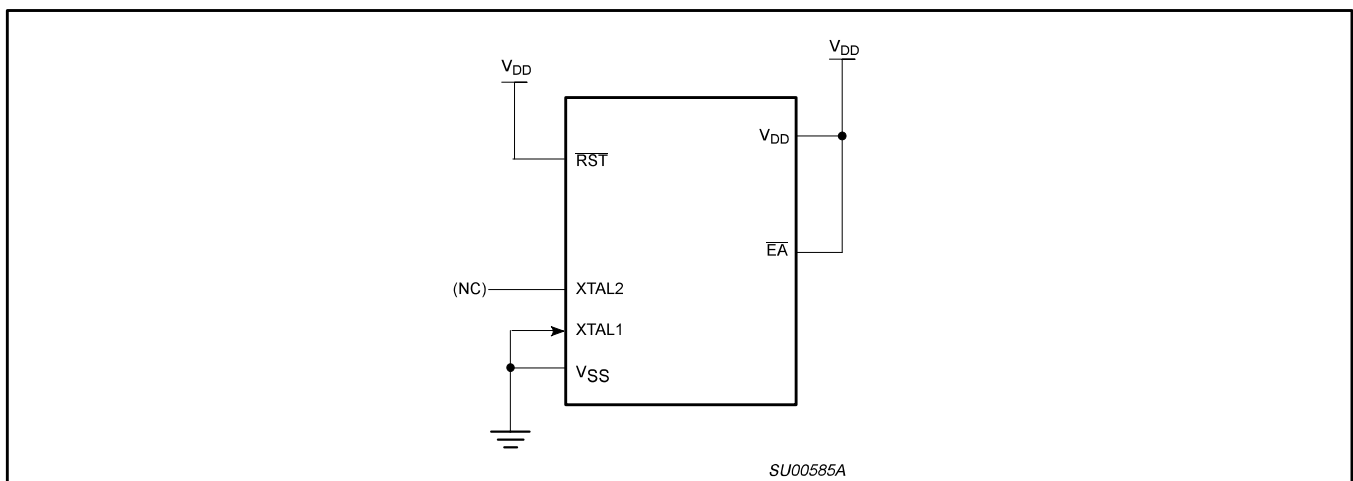 VDD
VDD
VDD
RST
EA
(NC)
XTAL2
XTAL1
VSS
SU00585A